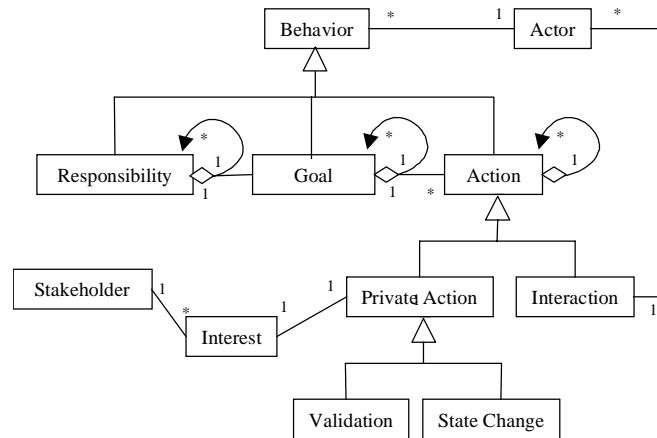 Behavior
*
1
Actor
*
*
1
1
Responsibility
*
1
1
Goal
*
1
*
Action
1
Stakeholder
1
*
Interest
1
1
Private Action
1
Interaction
1
Validation
State Change